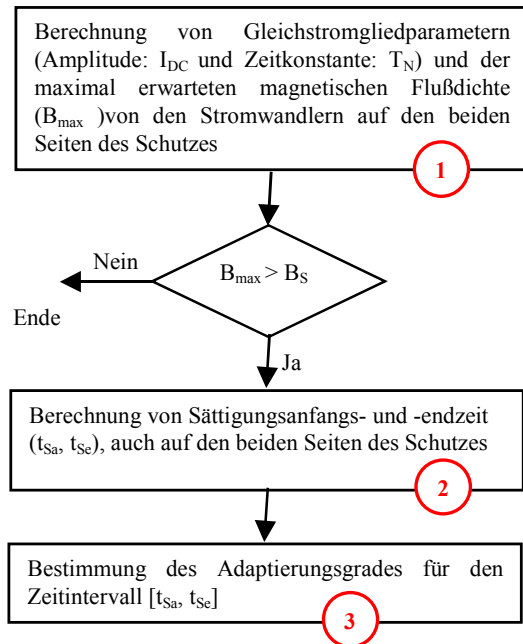 Berechnung von Gleichstromgliedparametern
(Amplitude: I_DC und Zeitkonstante: T_N) und der
maximal erwarteten magnetischen Flußdichte
(B_max )von den Stromwandlern auf den beiden
Seiten des Schutzes
1
Nein
B_max > B_S
Ende
Ja
Berechnung von Sättigungsanfangs- und -endzeit
(t_Sa, t_Se), auch auf den beiden Seiten des Schutzes
2
Bestimmung des Adaptierungsgrades für den
Zeitintervall [t_Sa, t_Se]
3